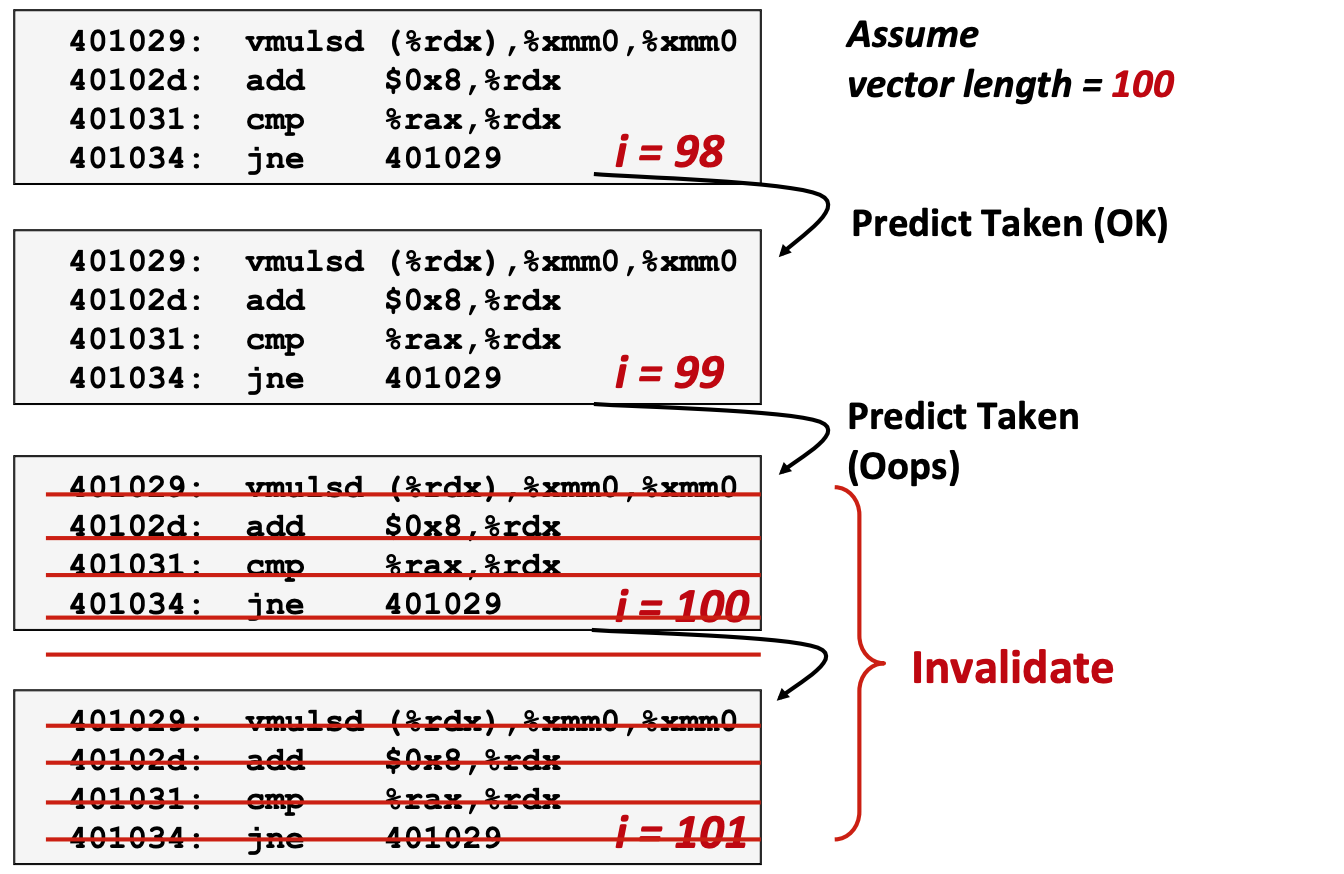 401029: vmulsd (%rdx),%xmm0,%xmm0
40102d: add $0x8,%rdx
401031: cmp %rax,%rdx
401034: jne 401029
i = 98
Assume
vector length = 100
Predict Taken (OK)
401029: vmulsd (%rdx),%xmm0,%xmm0
40102d: add $0x8,%rdx
401031: cmp %rax,%rdx
401034: jne 401029
i = 99
Predict Taken
(Oops)
401029: vmulsd (%rdx),%xmm0,%xmm0
40102d: add $0x8,%rdx
401031: cmp %rax,%rdx
401034: jne 401029
i = 100
Invalidate
401029: vmulsd (%rdx),%xmm0,%xmm0
40102d: add $0x8,%rdx
401031: cmp %rax,%rdx
401034: jne 401029
i = 101